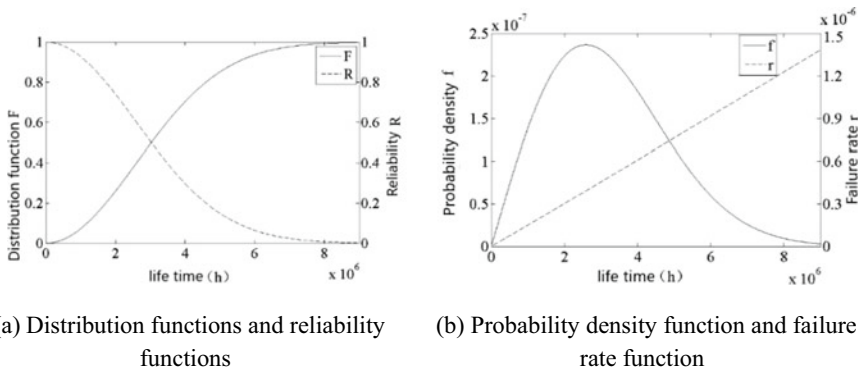 1
0.8
0.6
0.4
0.2
0
Distribution function F
F
R
1
0.8
0.6
0.4
0.2
0
Reliability R
0 2 4 6 8
life time (h)
x 10^6
x 10^-7
2.5
2
1.5
1
0.5
0
Probability density f
f
r
x 10^-6
1.5
1.2
0.9
0.6
0.3
0
Failure rate r
0 2 4 6 8
life time (h)
x 10^6
a) Distribution functions and reliability
functions
(b) Probability density function and failure
rate function